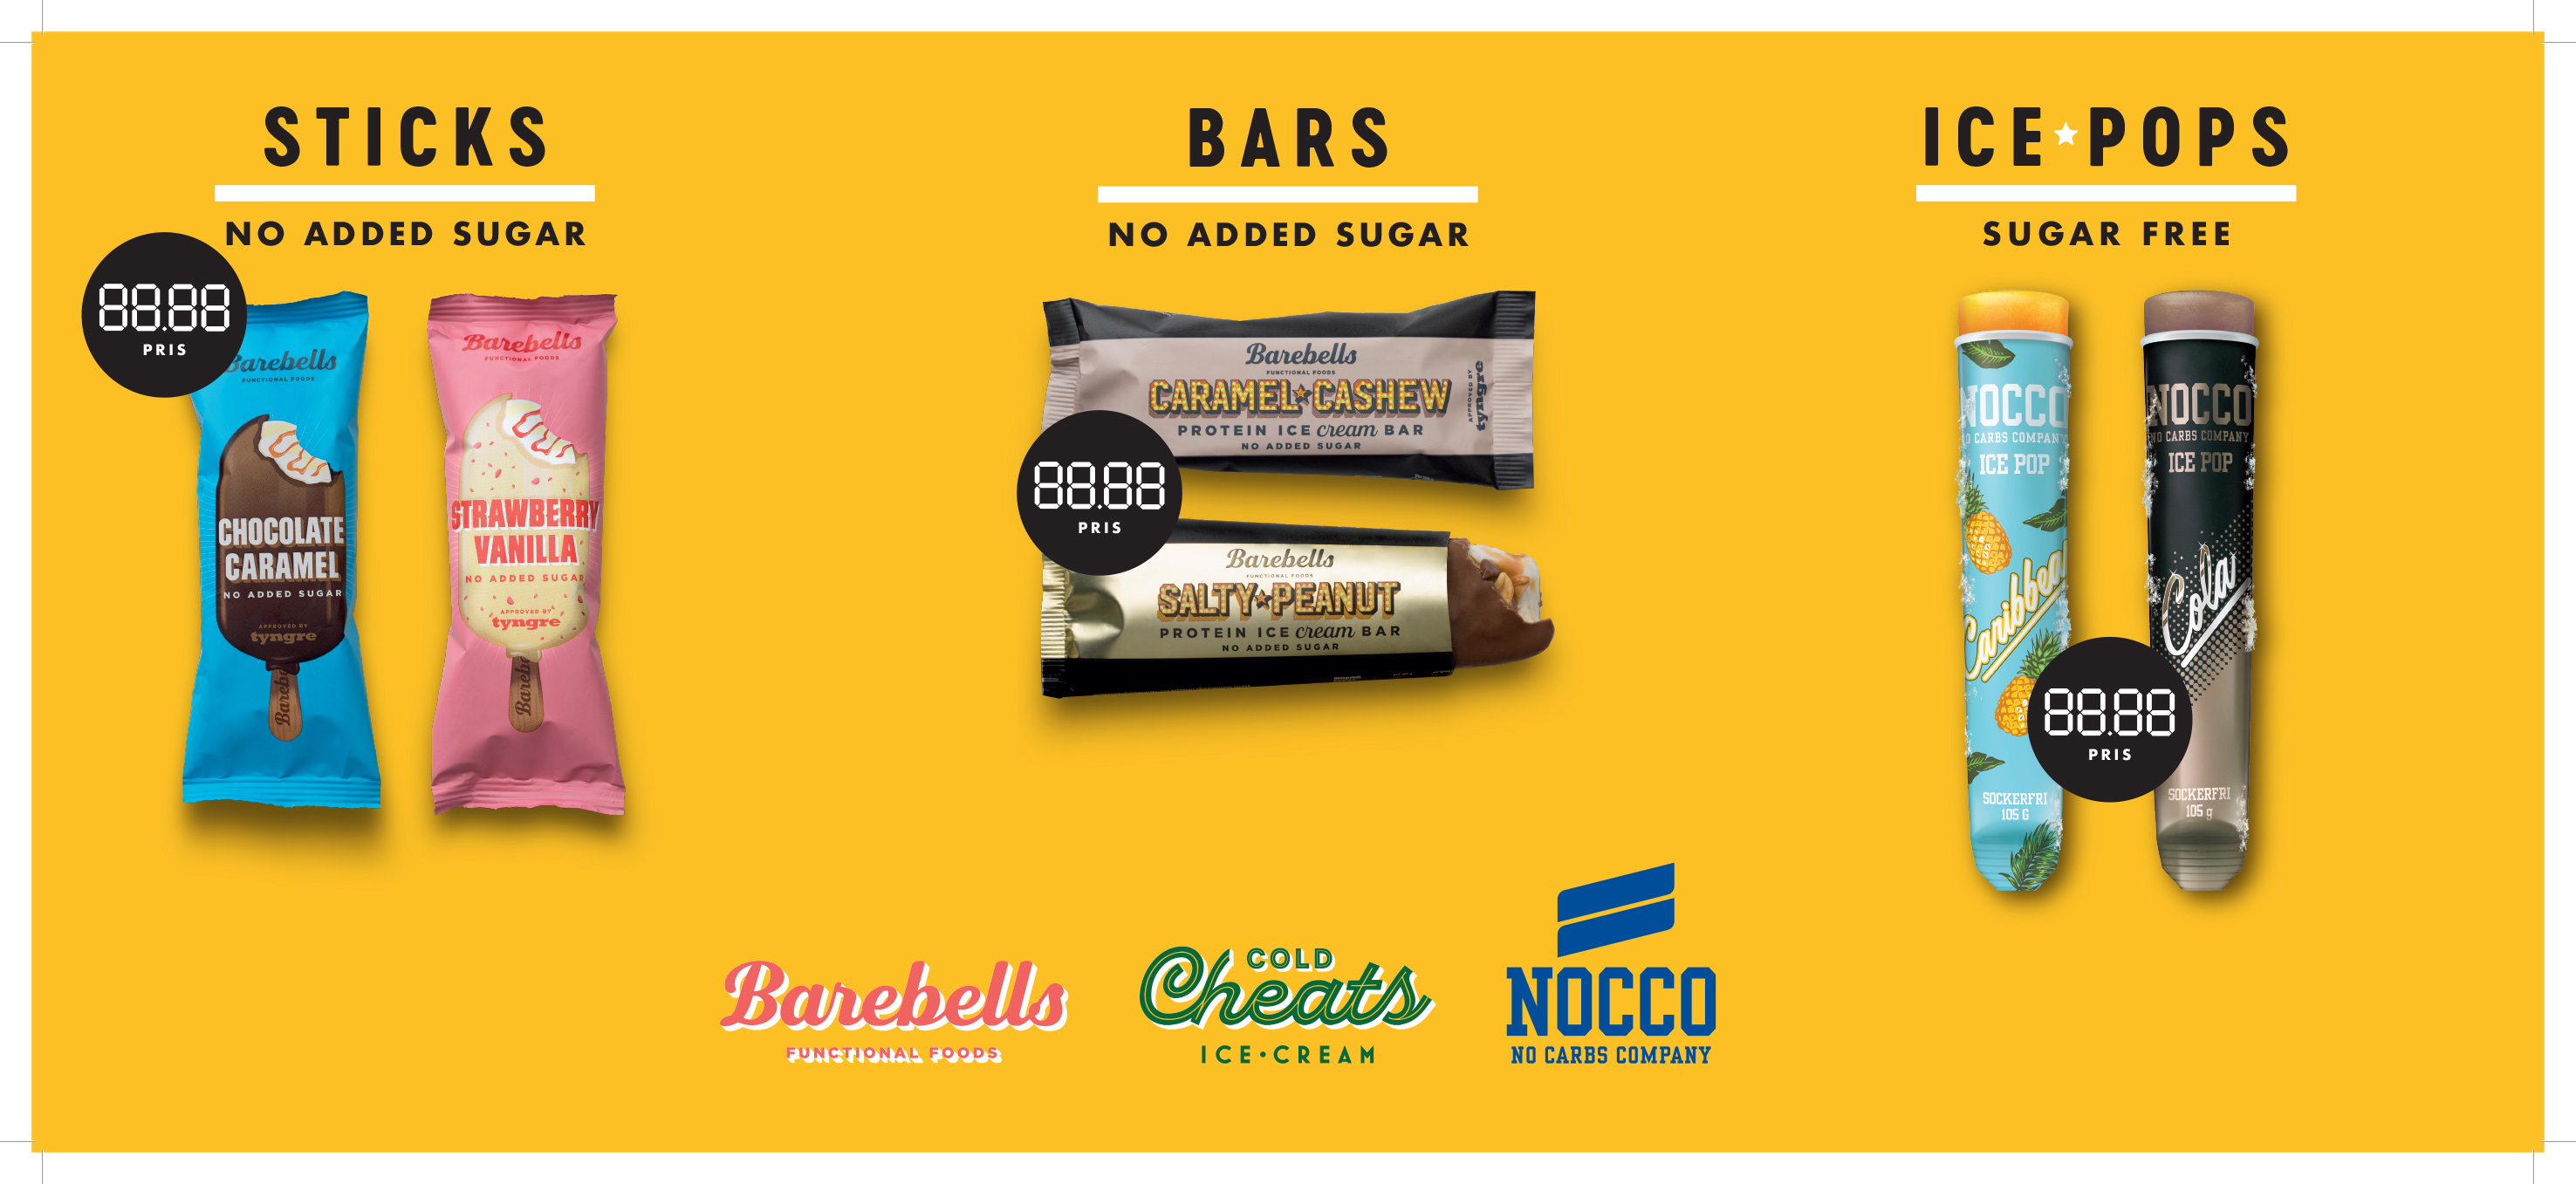 STICKS
NO ADDED SUGAR
88.88
PRIS
Barebells
FUNCTIONAL FOODS
CHOCOLATE
CARAMEL
NO ADDED SUGAR
APPROVED BY
tyngre
Bareb
Barebells
FUNCTIONAL FOODS
STRAWBERRY
VANILLA
NO ADDED SUGAR
APPROVED BY
tyngre
Barebe
BARS
NO ADDED SUGAR
Barebells
FUNCTIONAL FOODS
CARAMEL★CASHEW
PROTEIN ICE cream BAR
NO ADDED SUGAR
APPROVED BY
tyngre
88.88
PRIS
Barebells
FUNCTIONAL FOODS
SALTY★PEANUT
PROTEIN ICE cream BAR
NO ADDED SUGAR
ICE★POPS
SUGAR FREE
NOCCO
O CARBS COMPANY
ICE POP
Caribbea
SOCKERFRI
105 G
NOCCO
NO CARBS COMPANY
ICE POP
Cola
SOCKERFRI
105 g
88.88
PRIS
Barebells
FUNCTIONAL FOODS
COLD
Cheats
ICE•CREAM
NOCCO
NO CARBS COMPANY